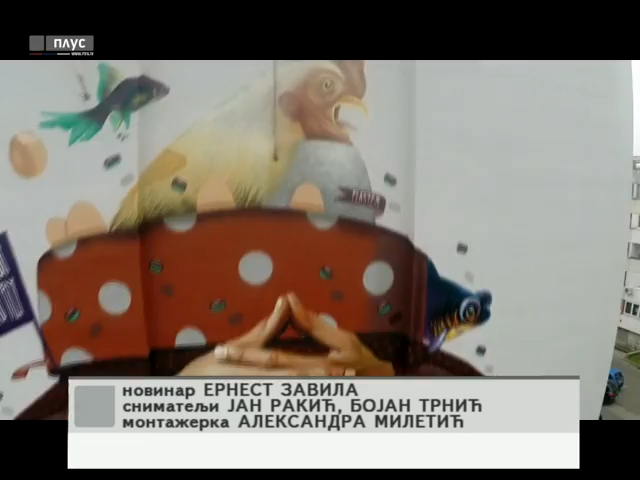 плус
новинар ЕРНЕСТ ЗАВИЛА
сниматељи ЈАН РАКИЋ, БОЈАН ТРНИЋ
монтажерка АЛЕКСАНДРА МИЛЕТИЋ